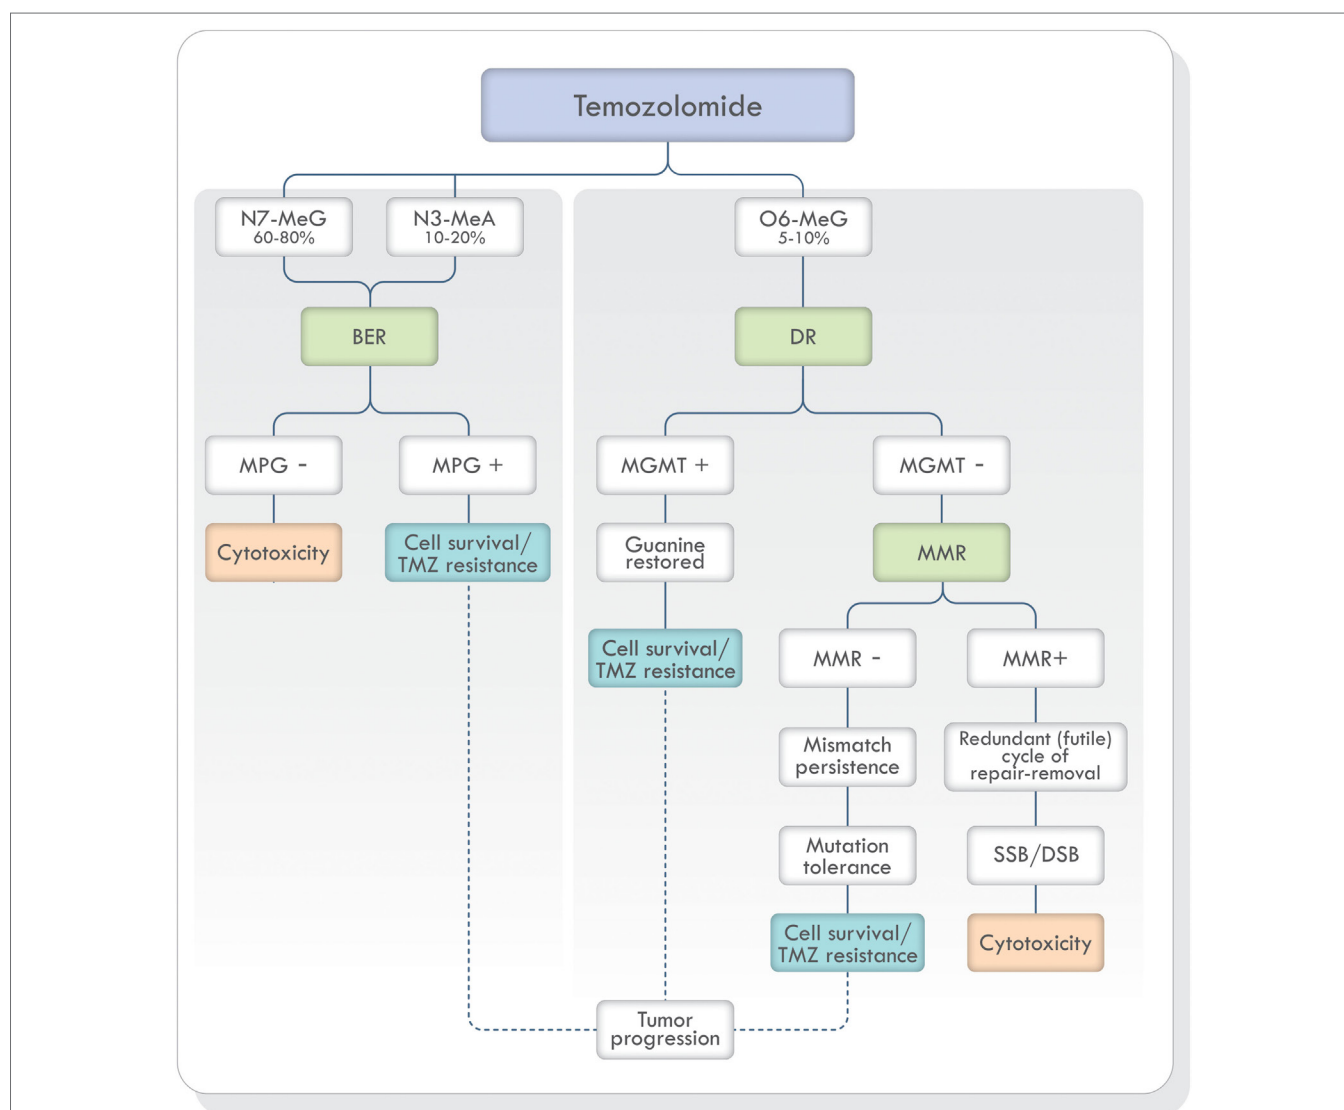 Temozolomide
N7-MeG
60-80%
N3-MeA
10-20%
O6-MeG
5-10%
BER
DR
MPG -
MPG +
MGMT +
MGMT -
Cytotoxicity
Cell survival/
TMZ resistance
Guanine
restored
MMR
Cell survival/
TMZ resistance
MMR -
MMR+
Mismatch
persistence
Redundant (futile)
cycle of
repair-removal
Mutation
tolerance
SSB/DSB
Cell survival/
TMZ resistance
Cytotoxicity
Tumor
progression